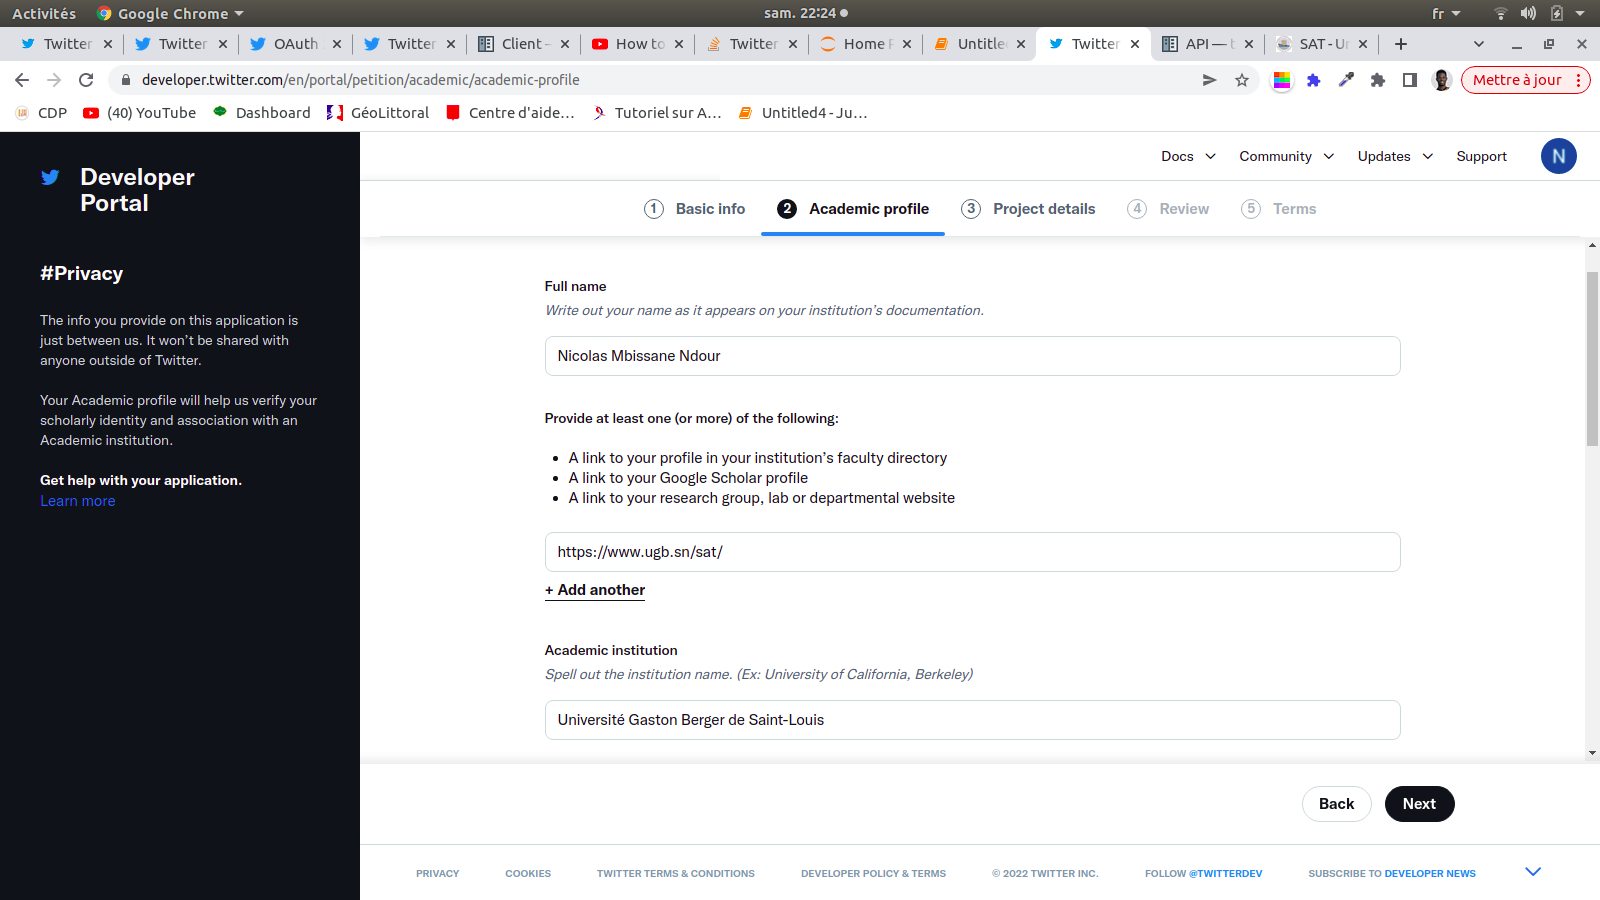 Activités Google Chrome sam. 22:24 fr
Twitter Twitter OAuth Twitter Client – How to Twitter Home Untitle Twitter API — t SAT - Ur
developer.twitter.com/en/portal/petition/academic/academic-profile Mettre à jour
CDP (40) YouTube Dashboard GéoLittoral Centre d'aide… Tutoriel sur A… Untitled4 - Ju…
Docs Community Updates Support N
Developer
Portal
1 Basic info 2 Academic profile 3 Project details 4 Review 5 Terms
#Privacy
The info you provide on this application is
just between us. It won’t be shared with
anyone outside of Twitter.
Your Academic profile will help us verify your
scholarly identity and association with an
Academic institution.
Get help with your application.
Learn more
Full name
Write out your name as it appears on your institution’s documentation.
Nicolas Mbissane Ndour
Provide at least one (or more) of the following:
A link to your profile in your institution’s faculty directory
A link to your Google Scholar profile
A link to your research group, lab or departmental website
https://www.ugb.sn/sat/
+ Add another
Academic institution
Spell out the institution name. (Ex: University of California, Berkeley)
Université Gaston Berger de Saint-Louis
Back Next
PRIVACY COOKIES TWITTER TERMS & CONDITIONS DEVELOPER POLICY & TERMS © 2022 TWITTER INC. FOLLOW @TWITTERDEV SUBSCRIBE TO DEVELOPER NEWS